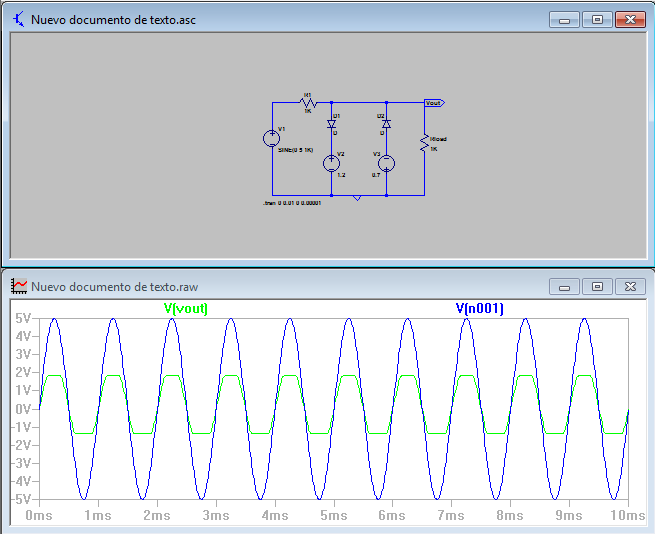 Nuevo documento de texto.asc
R1
1K
Vout
D1
D
D2
D
V1
SINE(0 5 1K)
V2
1.2
V3
0.7
Rload
1K
.tran 0 0.01 0 0.00001
Nuevo documento de texto.raw
V(vout) V(n001)
5V
4V
3V
2V
1V
0V
-1V
-2V
-3V
-4V
-5V
0ms 1ms 2ms 3ms 4ms 5ms 6ms 7ms 8ms 9ms 10ms